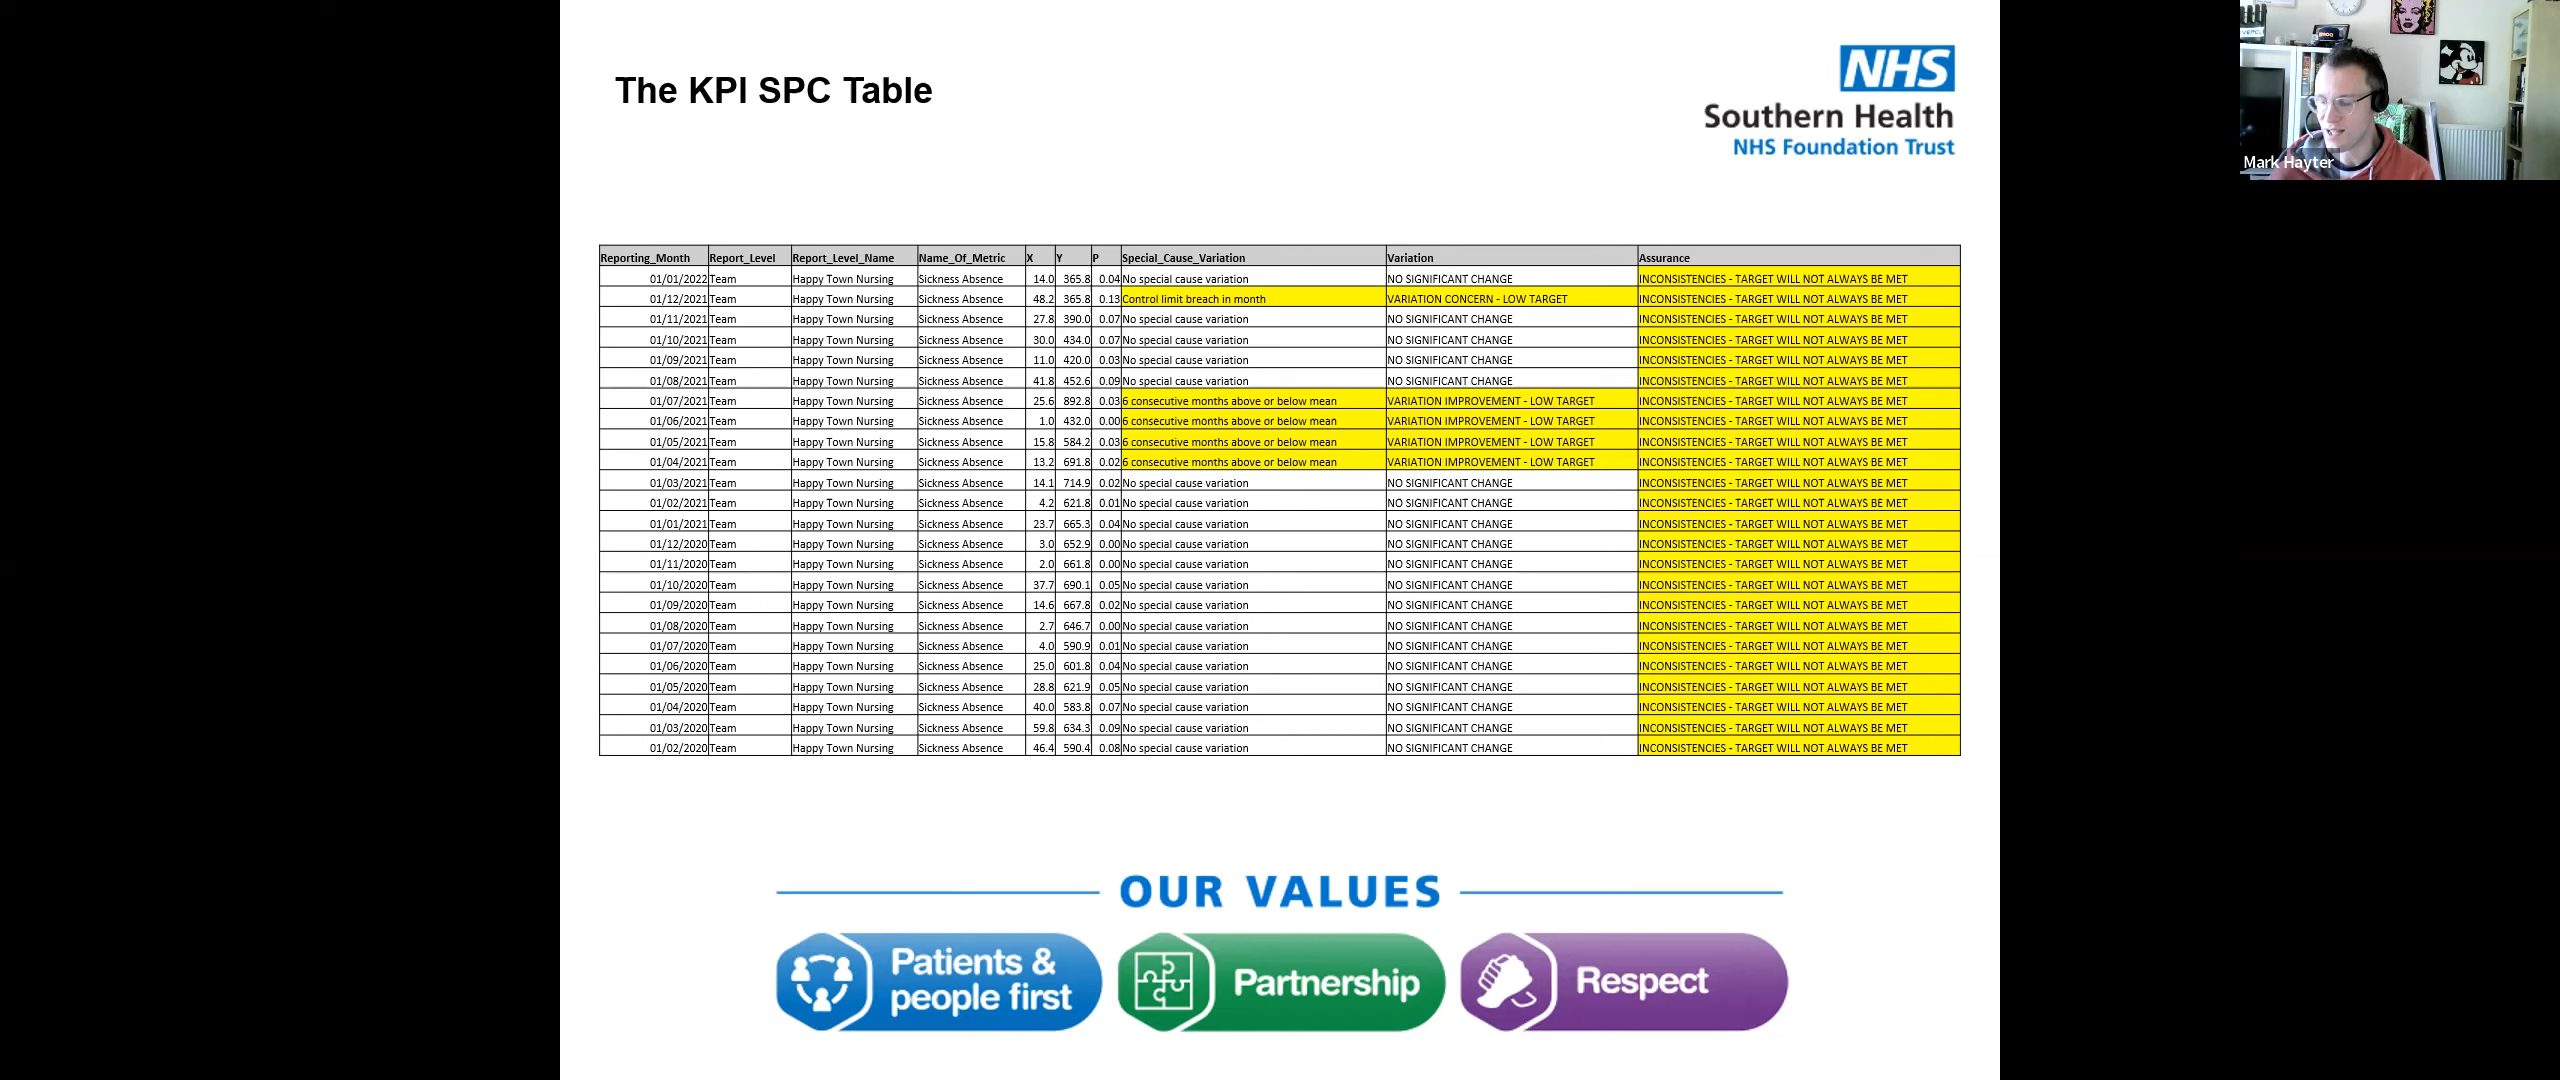 The KPI SPC Table
NHS
Southern Health
NHS Foundation Trust
Mark Hayter
Reporting_Month Report_Level Report_Level_Name Name_Of_Metric X Y P Special_Cause_Variation Variation Assurance
01/01/2022 Team Happy Town Nursing Sickness Absence 14.0 365.8 0.04 No special cause variation NO SIGNIFICANT CHANGE INCONSISTENCIES - TARGET WILL NOT ALWAYS BE MET
01/12/2021 Team Happy Town Nursing Sickness Absence 48.2 365.8 0.13 Control limit breach in month VARIATION CONCERN - LOW TARGET INCONSISTENCIES - TARGET WILL NOT ALWAYS BE MET
01/11/2021 Team Happy Town Nursing Sickness Absence 27.8 390.0 0.07 No special cause variation NO SIGNIFICANT CHANGE INCONSISTENCIES - TARGET WILL NOT ALWAYS BE MET
01/10/2021 Team Happy Town Nursing Sickness Absence 30.0 434.0 0.07 No special cause variation NO SIGNIFICANT CHANGE INCONSISTENCIES - TARGET WILL NOT ALWAYS BE MET
01/09/2021 Team Happy Town Nursing Sickness Absence 11.0 420.0 0.03 No special cause variation NO SIGNIFICANT CHANGE INCONSISTENCIES - TARGET WILL NOT ALWAYS BE MET
01/08/2021 Team Happy Town Nursing Sickness Absence 41.8 452.6 0.09 No special cause variation NO SIGNIFICANT CHANGE INCONSISTENCIES - TARGET WILL NOT ALWAYS BE MET
01/07/2021 Team Happy Town Nursing Sickness Absence 25.6 892.8 0.03 6 consecutive months above or below mean VARIATION IMPROVEMENT - LOW TARGET INCONSISTENCIES - TARGET WILL NOT ALWAYS BE MET
01/06/2021 Team Happy Town Nursing Sickness Absence 1.0 432.0 0.00 6 consecutive months above or below mean VARIATION IMPROVEMENT - LOW TARGET INCONSISTENCIES - TARGET WILL NOT ALWAYS BE MET
01/05/2021 Team Happy Town Nursing Sickness Absence 15.8 584.2 0.03 6 consecutive months above or below mean VARIATION IMPROVEMENT - LOW TARGET INCONSISTENCIES - TARGET WILL NOT ALWAYS BE MET
01/04/2021 Team Happy Town Nursing Sickness Absence 13.2 691.8 0.02 6 consecutive months above or below mean VARIATION IMPROVEMENT - LOW TARGET INCONSISTENCIES - TARGET WILL NOT ALWAYS BE MET
01/03/2021 Team Happy Town Nursing Sickness Absence 14.1 714.9 0.02 No special cause variation NO SIGNIFICANT CHANGE INCONSISTENCIES - TARGET WILL NOT ALWAYS BE MET
01/02/2021 Team Happy Town Nursing Sickness Absence 4.2 621.8 0.01 No special cause variation NO SIGNIFICANT CHANGE INCONSISTENCIES - TARGET WILL NOT ALWAYS BE MET
01/01/2021 Team Happy Town Nursing Sickness Absence 23.7 665.3 0.04 No special cause variation NO SIGNIFICANT CHANGE INCONSISTENCIES - TARGET WILL NOT ALWAYS BE MET
01/12/2020 Team Happy Town Nursing Sickness Absence 3.0 652.9 0.00 No special cause variation NO SIGNIFICANT CHANGE INCONSISTENCIES - TARGET WILL NOT ALWAYS BE MET
01/11/2020 Team Happy Town Nursing Sickness Absence 2.0 661.8 0.00 No special cause variation NO SIGNIFICANT CHANGE INCONSISTENCIES - TARGET WILL NOT ALWAYS BE MET
01/10/2020 Team Happy Town Nursing Sickness Absence 37.7 690.1 0.05 No special cause variation NO SIGNIFICANT CHANGE INCONSISTENCIES - TARGET WILL NOT ALWAYS BE MET
01/09/2020 Team Happy Town Nursing Sickness Absence 14.6 667.8 0.02 No special cause variation NO SIGNIFICANT CHANGE INCONSISTENCIES - TARGET WILL NOT ALWAYS BE MET
01/08/2020 Team Happy Town Nursing Sickness Absence 2.7 646.7 0.00 No special cause variation NO SIGNIFICANT CHANGE INCONSISTENCIES - TARGET WILL NOT ALWAYS BE MET
01/07/2020 Team Happy Town Nursing Sickness Absence 4.0 590.9 0.01 No special cause variation NO SIGNIFICANT CHANGE INCONSISTENCIES - TARGET WILL NOT ALWAYS BE MET
01/06/2020 Team Happy Town Nursing Sickness Absence 25.0 601.8 0.04 No special cause variation NO SIGNIFICANT CHANGE INCONSISTENCIES - TARGET WILL NOT ALWAYS BE MET
01/05/2020 Team Happy Town Nursing Sickness Absence 28.8 621.9 0.05 No special cause variation NO SIGNIFICANT CHANGE INCONSISTENCIES - TARGET WILL NOT ALWAYS BE MET
01/04/2020 Team Happy Town Nursing Sickness Absence 40.0 583.8 0.07 No special cause variation NO SIGNIFICANT CHANGE INCONSISTENCIES - TARGET WILL NOT ALWAYS BE MET
01/03/2020 Team Happy Town Nursing Sickness Absence 59.8 634.3 0.09 No special cause variation NO SIGNIFICANT CHANGE INCONSISTENCIES - TARGET WILL NOT ALWAYS BE MET
01/02/2020 Team Happy Town Nursing Sickness Absence 46.4 590.4 0.08 No special cause variation NO SIGNIFICANT CHANGE INCONSISTENCIES - TARGET WILL NOT ALWAYS BE MET
OUR VALUES
Patients &
people first
Partnership
Respect